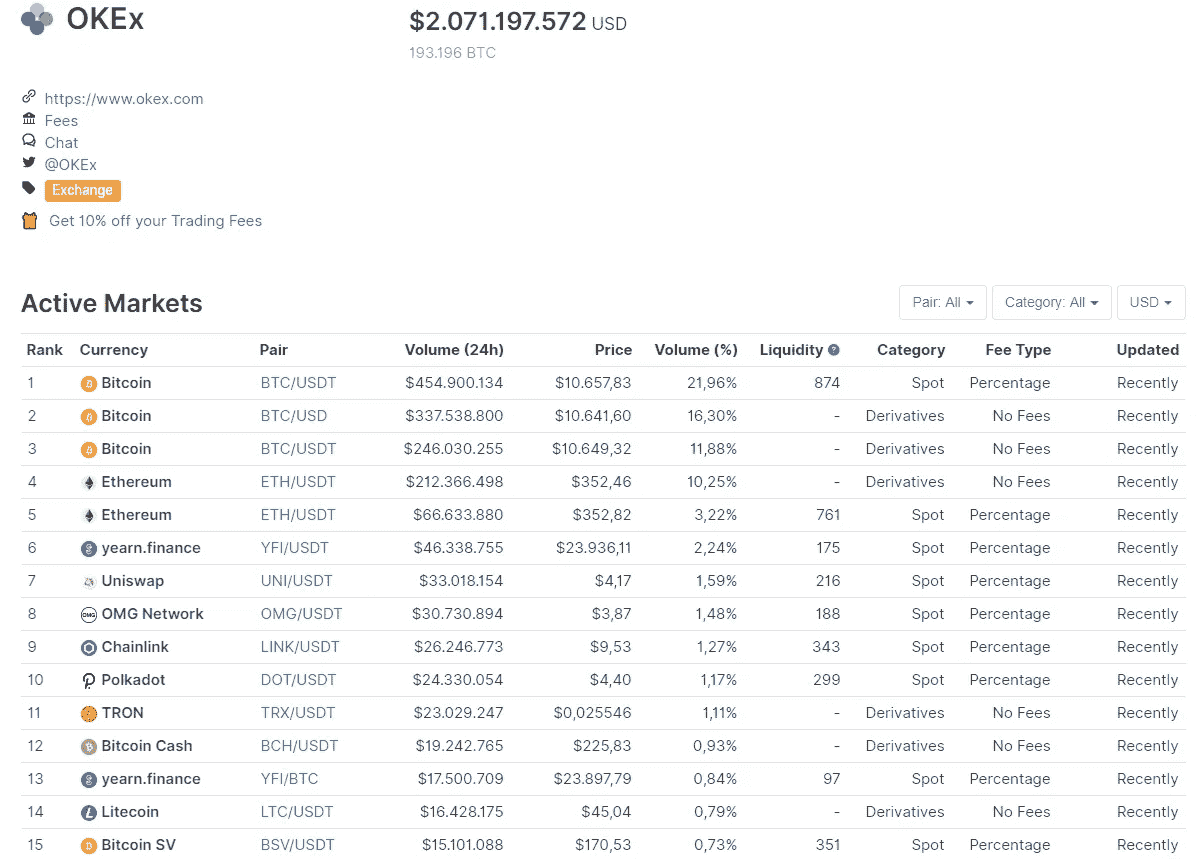 OKEx
$2.071.197.572 USD
193.196 BTC
https://www.okex.com
Fees
Chat
@OKEx
Exchange
Get 10% off your Trading Fees
Active Markets
Pair: All
Category: All
USD
Rank Currency Pair Volume (24h) Price Volume (%) Liquidity ? Category Fee Type Updated
1 Bitcoin BTC/USDT $454.900.134 $10.657,83 21,96% 874 Spot Percentage Recently
2 Bitcoin BTC/USD $337.538.800 $10.641,60 16,30% - Derivatives No Fees Recently
3 Bitcoin BTC/USDT $246.030.255 $10.649,32 11,88% - Derivatives No Fees Recently
4 Ethereum ETH/USDT $212.366.498 $352,46 10,25% - Derivatives No Fees Recently
5 Ethereum ETH/USDT $66.633.880 $352,82 3,22% 761 Spot Percentage Recently
6 yearn.finance YFI/USDT $46.338.755 $23.936,11 2,24% 175 Spot Percentage Recently
7 Uniswap UNI/USDT $33.018.154 $4,17 1,59% 216 Spot Percentage Recently
8 OMG OMG Network OMG/USDT $30.730.894 $3,87 1,48% 188 Spot Percentage Recently
9 Chainlink LINK/USDT $26.246.773 $9,53 1,27% 343 Spot Percentage Recently
10 Polkadot DOT/USDT $24.330.054 $4,40 1,17% 299 Spot Percentage Recently
11 TRON TRX/USDT $23.029.247 $0,025546 1,11% - Derivatives No Fees Recently
12 Bitcoin Cash BCH/USDT $19.242.765 $225,83 0,93% - Derivatives No Fees Recently
13 yearn.finance YFI/BTC $17.500.709 $23.897,79 0,84% 97 Spot Percentage Recently
14 Litecoin LTC/USDT $16.428.175 $45,04 0,79% - Derivatives No Fees Recently
15 Bitcoin SV BSV/USDT $15.101.088 $170,53 0,73% 351 Spot Percentage Recently